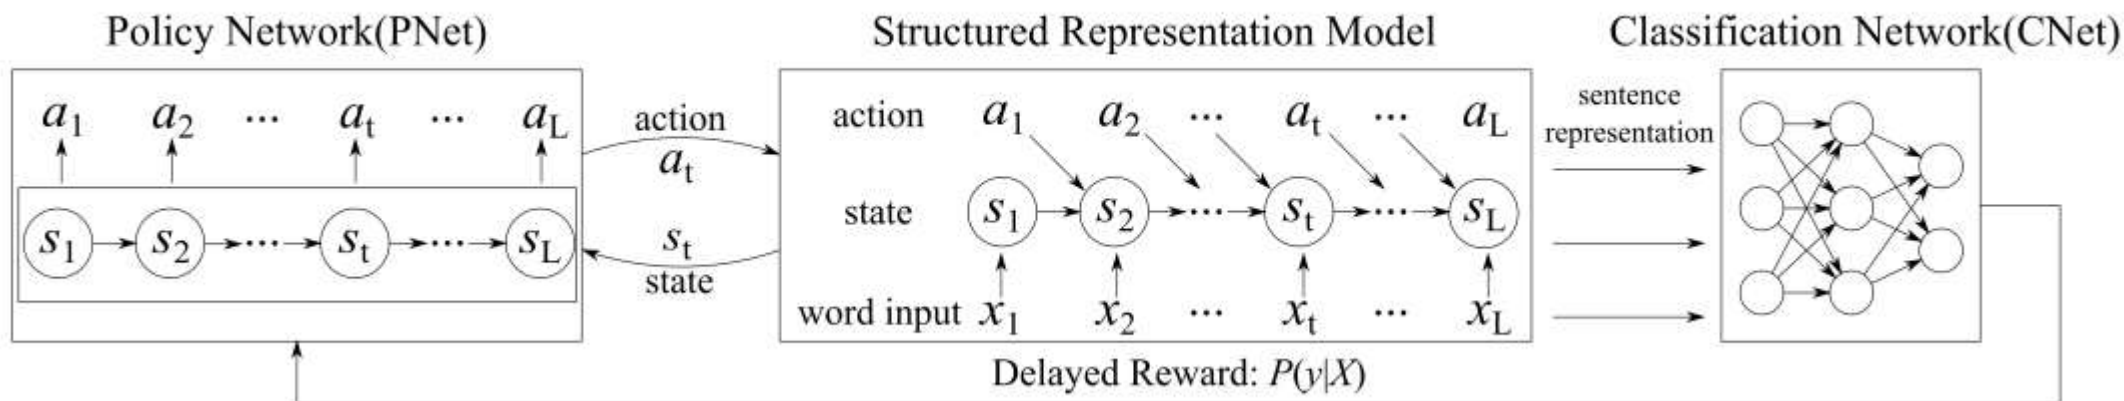 Policy Network(PNet)
a1 a2 ··· at ··· aL
s1 s2 ··· st ··· sL
action
at
st
state
Structured Representation Model
action a1 a2 ··· at ··· aL
state s1 s2 ··· st ··· sL
word input x1 x2 ··· xt ··· xL
sentence
representation
Classification Network(CNet)
Delayed Reward: P(y|X)